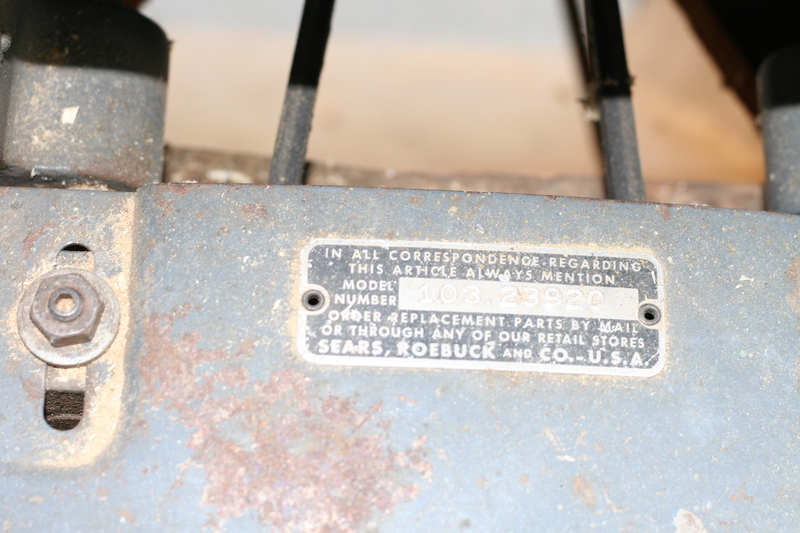 IN ALL CORRESPONDENCE REGARDING
THIS ARTICLE ALWAYS MENTION
MODEL NUMBER 103.23920
ORDER REPLACEMENT PARTS BY MAIL
OR THROUGH ANY OF OUR RETAIL STORES
SEARS, ROEBUCK AND CO.-U.S.A